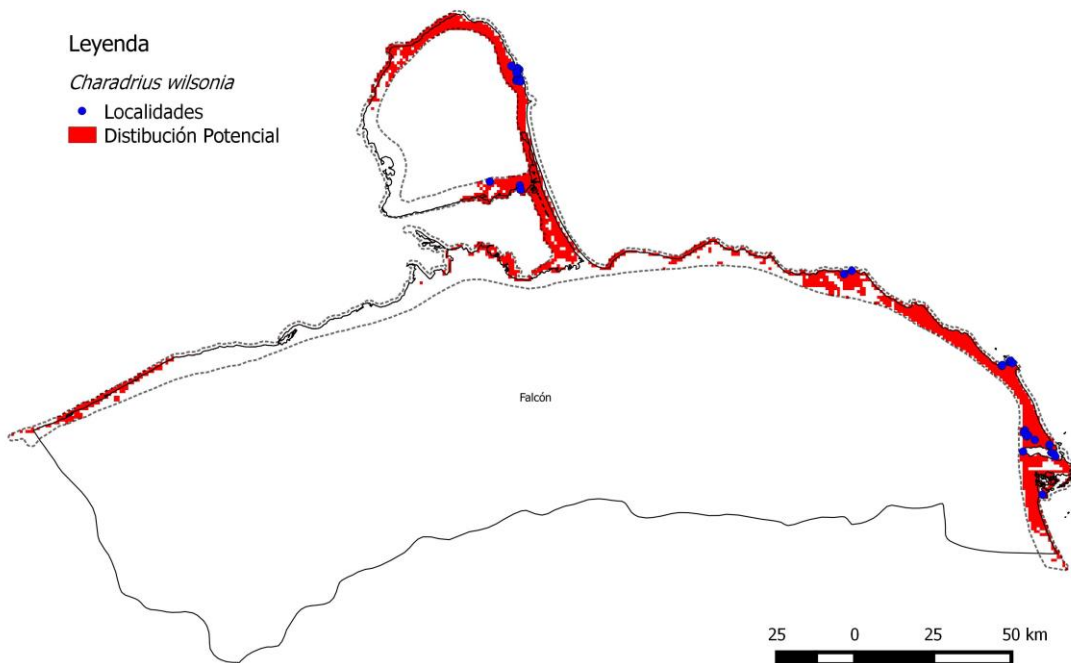 Leyenda
Charadrius wilsonia
Localidades
Distibución Potencial
Falcón
25 0 25 50 km